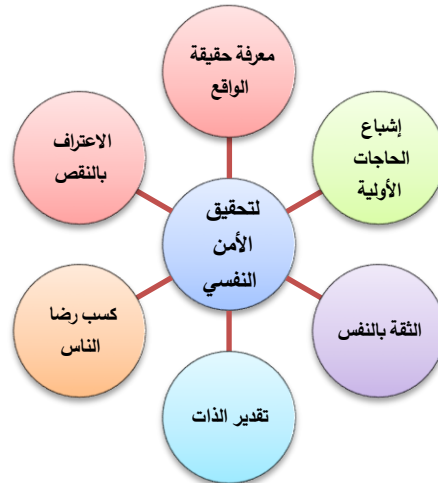 معرفة حقيقة
الواقع
إشباع
الحاجات
الأولية
الثقة بالنفس
تقدير الذات
كسب رضا
الناس
الاعتراف
بالنقص
لتحقيق
الأمن
النفسي